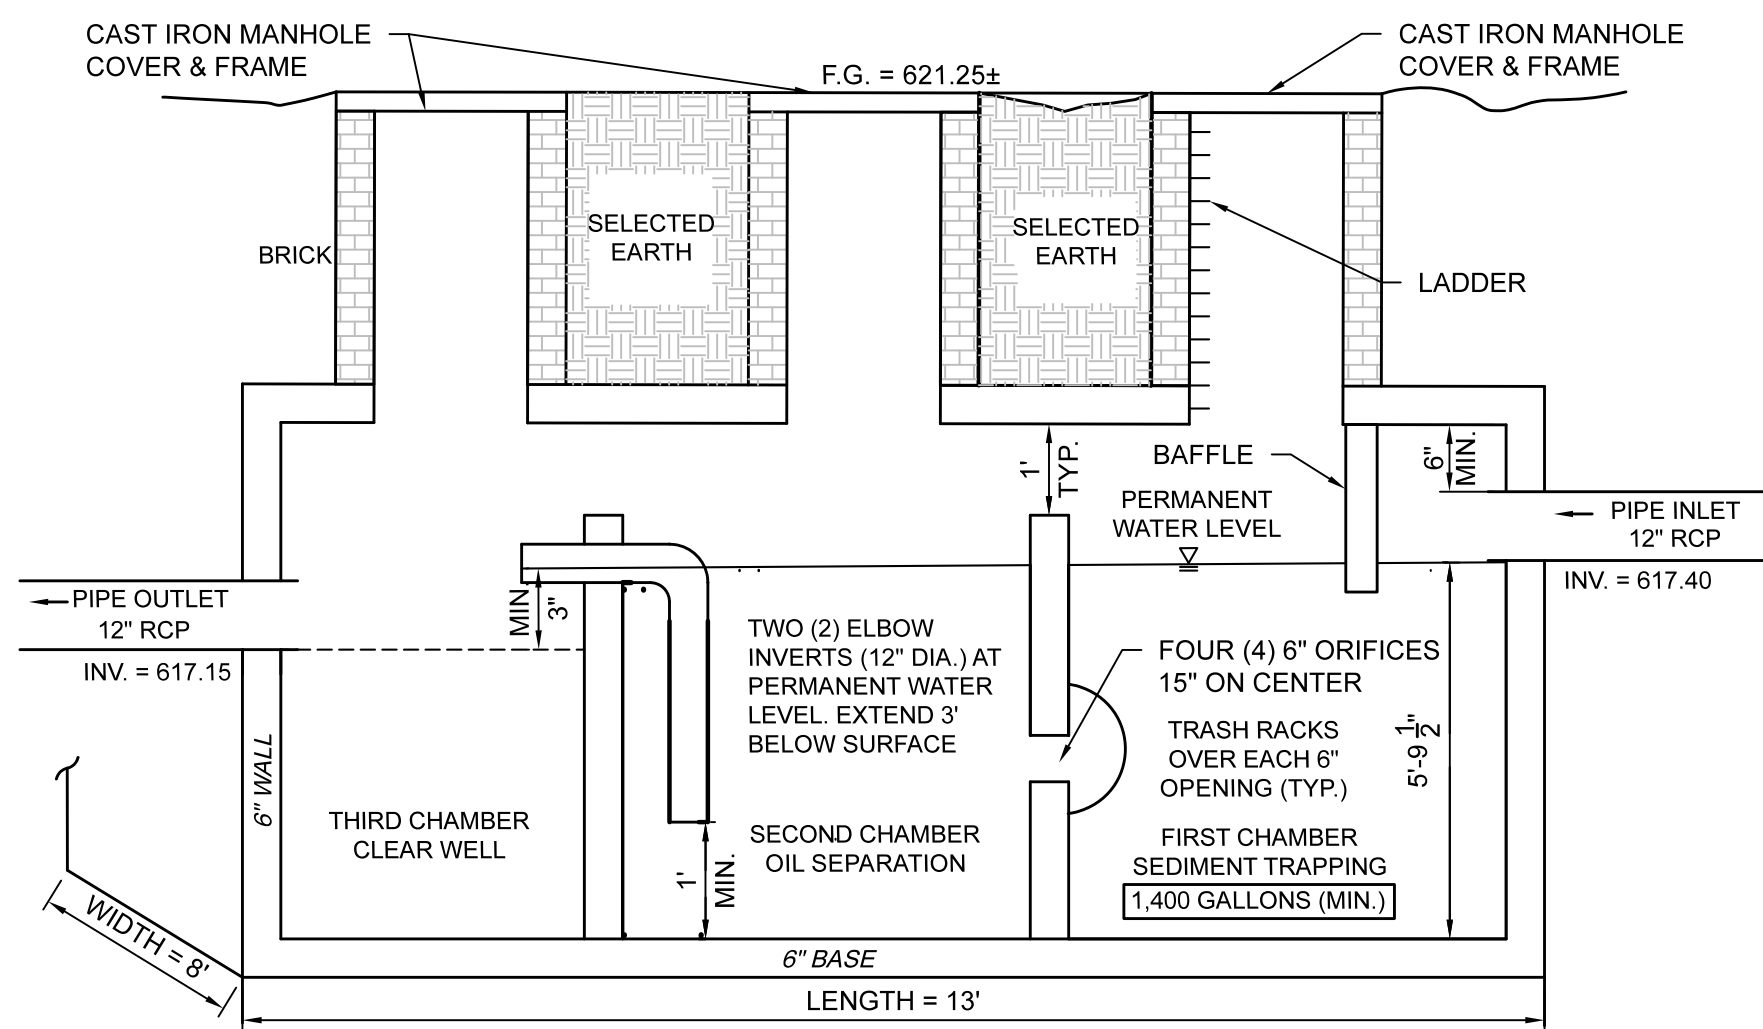 CAST IRON MANHOLE
COVER & FRAME
F.G. = 621.25±
CAST IRON MANHOLE
COVER & FRAME
BRICK
SELECTED
EARTH
SELECTED
EARTH
LADDER
1'
TYP.
BAFFLE
6"
MIN.
PERMANENT
WATER LEVEL
PIPE INLET
12" RCP
INV. = 617.40
PIPE OUTLET
12" RCP
INV. = 617.15
MIN.
3"
TWO (2) ELBOW
INVERTS (12" DIA.) AT
PERMANENT WATER
LEVEL. EXTEND 3'
BELOW SURFACE
FOUR (4) 6" ORIFICES
15" ON CENTER
TRASH RACKS
OVER EACH 6"
OPENING (TYP.)
5'-9 1/2"
6" WALL
THIRD CHAMBER
CLEAR WELL
1'
MIN.
SECOND CHAMBER
OIL SEPARATION
FIRST CHAMBER
SEDIMENT TRAPPING
1,400 GALLONS (MIN.)
WIDTH = 8'
6" BASE
LENGTH = 13'